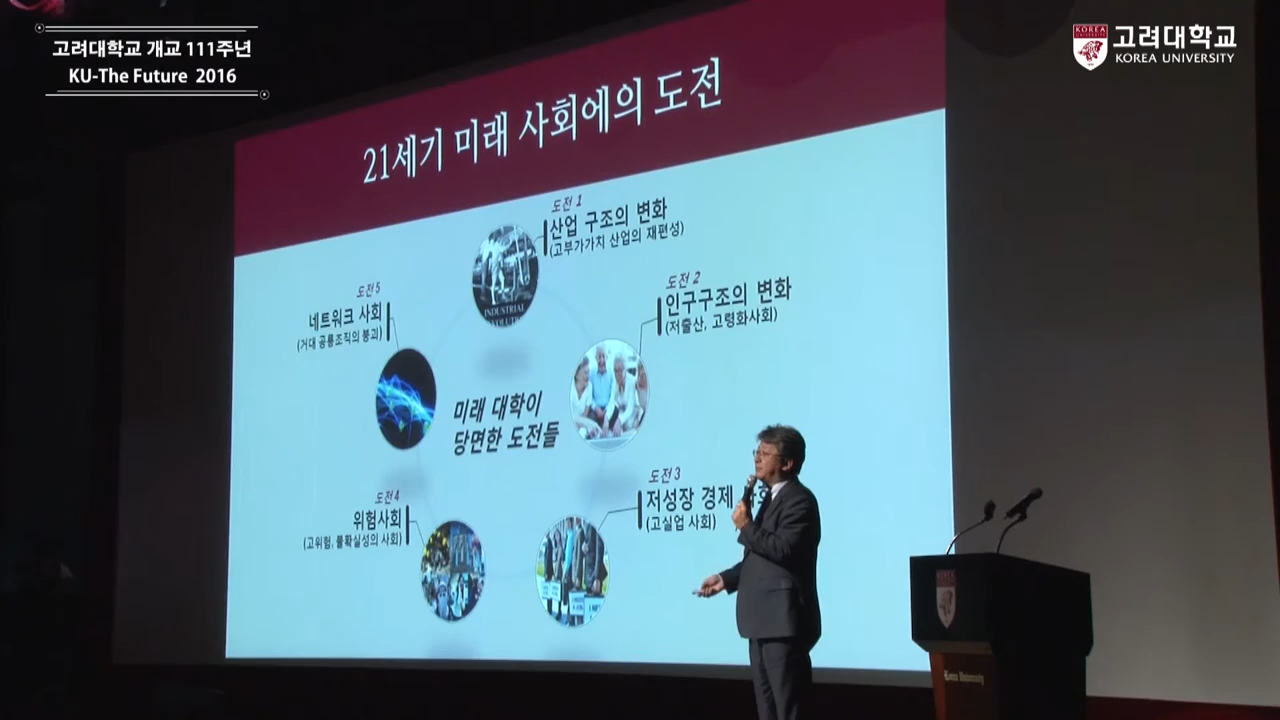 고려대학교 개교 111주년
KU-The Future 2016
KOREA
고려대학교
KOREA UNIVERSITY
21세기 미래 사회에의 도전
도전 1
산업 구조의 변화
(고부가가치 산업의 재편성)
INDUSTRIAL
도전 2
인구구조의 변화
(저출산, 고령화사회)
도전 5
네트워크 사회
(거대 공룡조직의 붕괴)
미래 대학이
당면한 도전들
도전 3
저성장 경제
(고실업 사회)
도전 4
위험사회
(고위험, 불확실성의 사회)
KOREA
Korea University